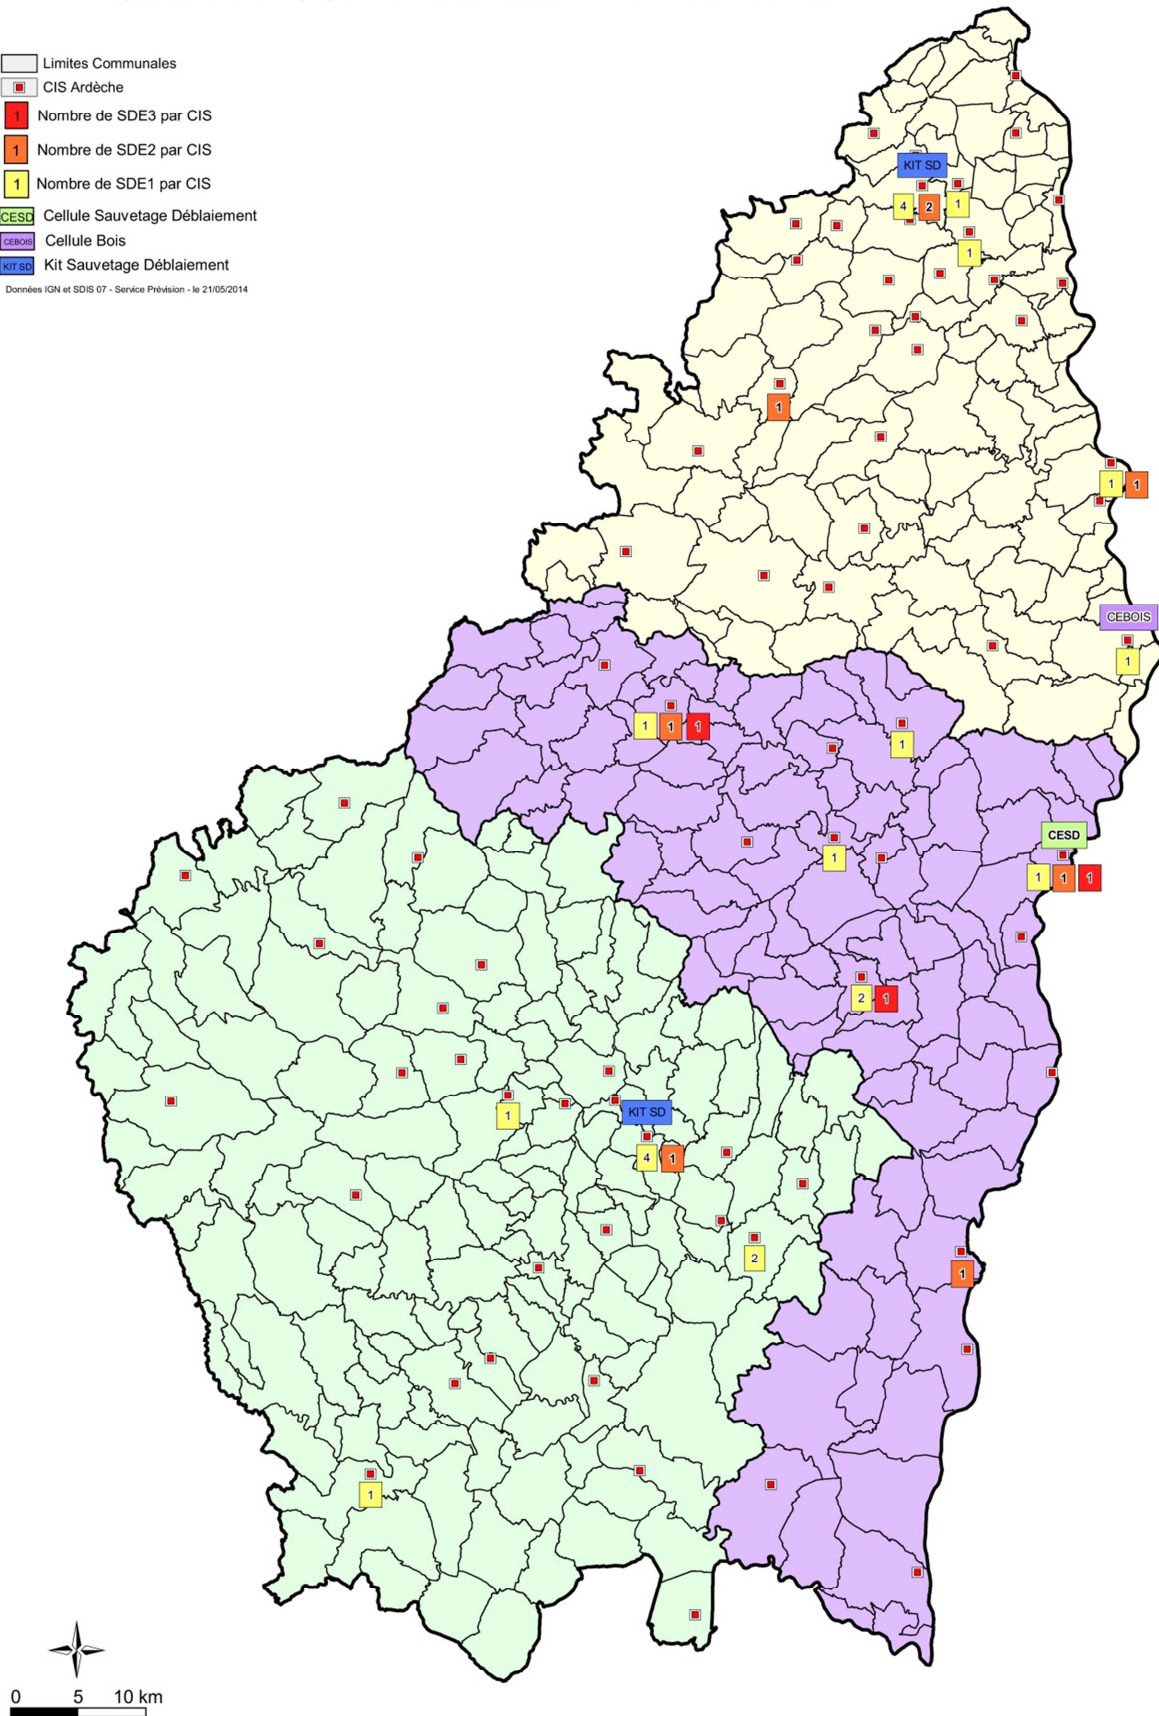 Limites Communales
CIS Ardèche
1 Nombre de SDE3 par CIS
1 Nombre de SDE2 par CIS
1 Nombre de SDE1 par CIS
CESD Cellule Sauvetage Déblaiement
CEBOIS Cellule Bois
KIT SD Kit Sauvetage Déblaiement
Données IGN et SDIS 07 - Service Prévision - le 21/05/2014
KIT SD
4 2 1
1
1
1 1
CEBOIS
1
1 1 1
1
CESD
1
1 1 1
2 1
KIT SD
1
4 1
2
1
1
0 5 10 km